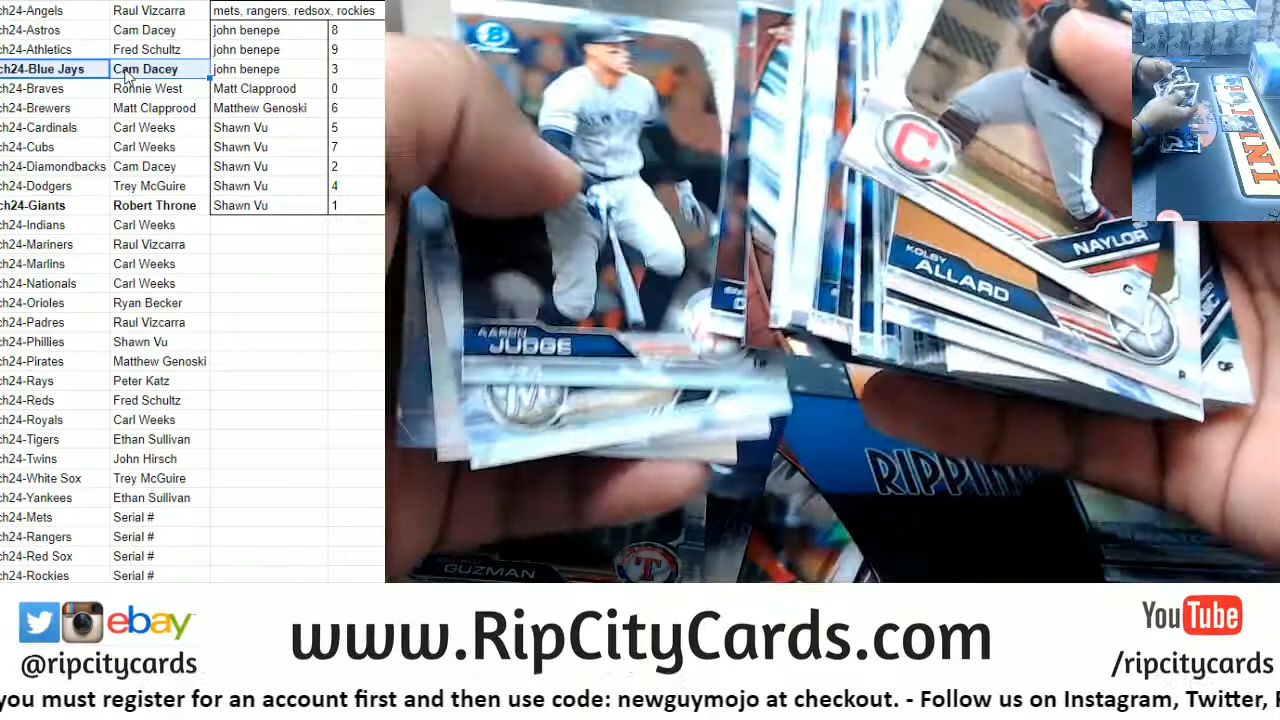 ch24-Angels Raul Vizcarra mets, rangers, redsox, rockies
ch24-Astros Cam Dacey john benepe 8
ch24-Athletics Fred Schultz john benepe 9
ch24-Blue Jays Cam Dacey john benepe 3
ch24-Braves Ronnie West Matt Clapprood 0
ch24-Brewers Matt Clapprood Matthew Genoski 6
ch24-Cardinals Carl Weeks Shawn Vu 5
ch24-Cubs Carl Weeks Shawn Vu 7
ch24-Diamondbacks Cam Dacey Shawn Vu 2
ch24-Dodgers Trey McGuire Shawn Vu 4
ch24-Giants Robert Throne Shawn Vu 1
ch24-Indians Carl Weeks
ch24-Mariners Raul Vizcarra
ch24-Marlins Carl Weeks
ch24-Nationals Carl Weeks
ch24-Orioles Ryan Becker
ch24-Padres Raul Vizcarra
ch24-Phillies Shawn Vu
ch24-Pirates Matthew Genoski
ch24-Rays Peter Katz
ch24-Reds Fred Schultz
ch24-Royals Carl Weeks
ch24-Tigers Ethan Sullivan
ch24-Twins John Hirsch
ch24-White Sox Trey McGuire
ch24-Yankees Ethan Sullivan
ch24-Mets Serial #
ch24-Rangers Serial #
ch24-Red Sox Serial #
ch24-Rockies Serial #
AARON
JUDGE
C
NAYLOR
C
KOLBY
ALLARD
P
OF
RIPPIN
GUZMAN
T
INI
ebay
@ripcitycards
www.RipCityCards.com
YouTube
/ripcitycards
you must register for an account first and then use code: newguymojo at checkout. - Follow us on Instagram, Twitter, F